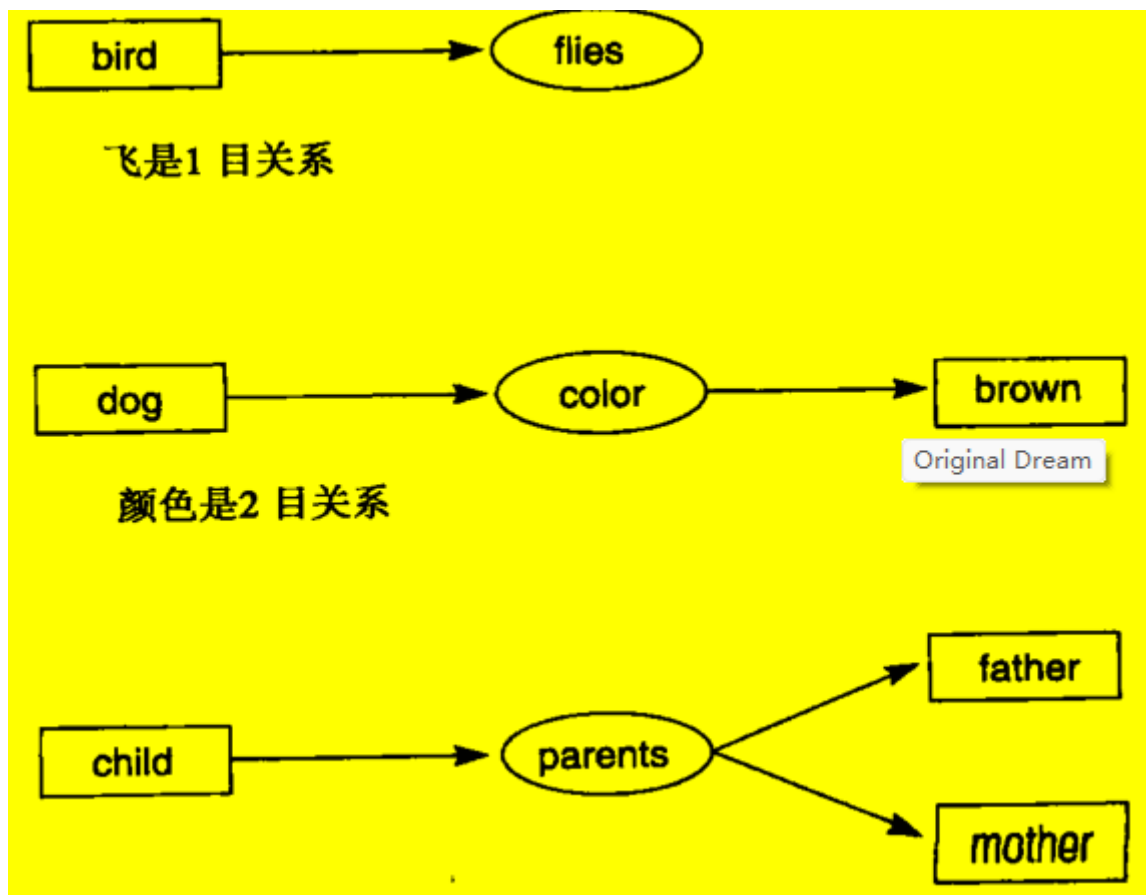 bird flies
飞是1 目关系
dog color brown
Original Dream
颜色是2 目关系
father
child parents
mother